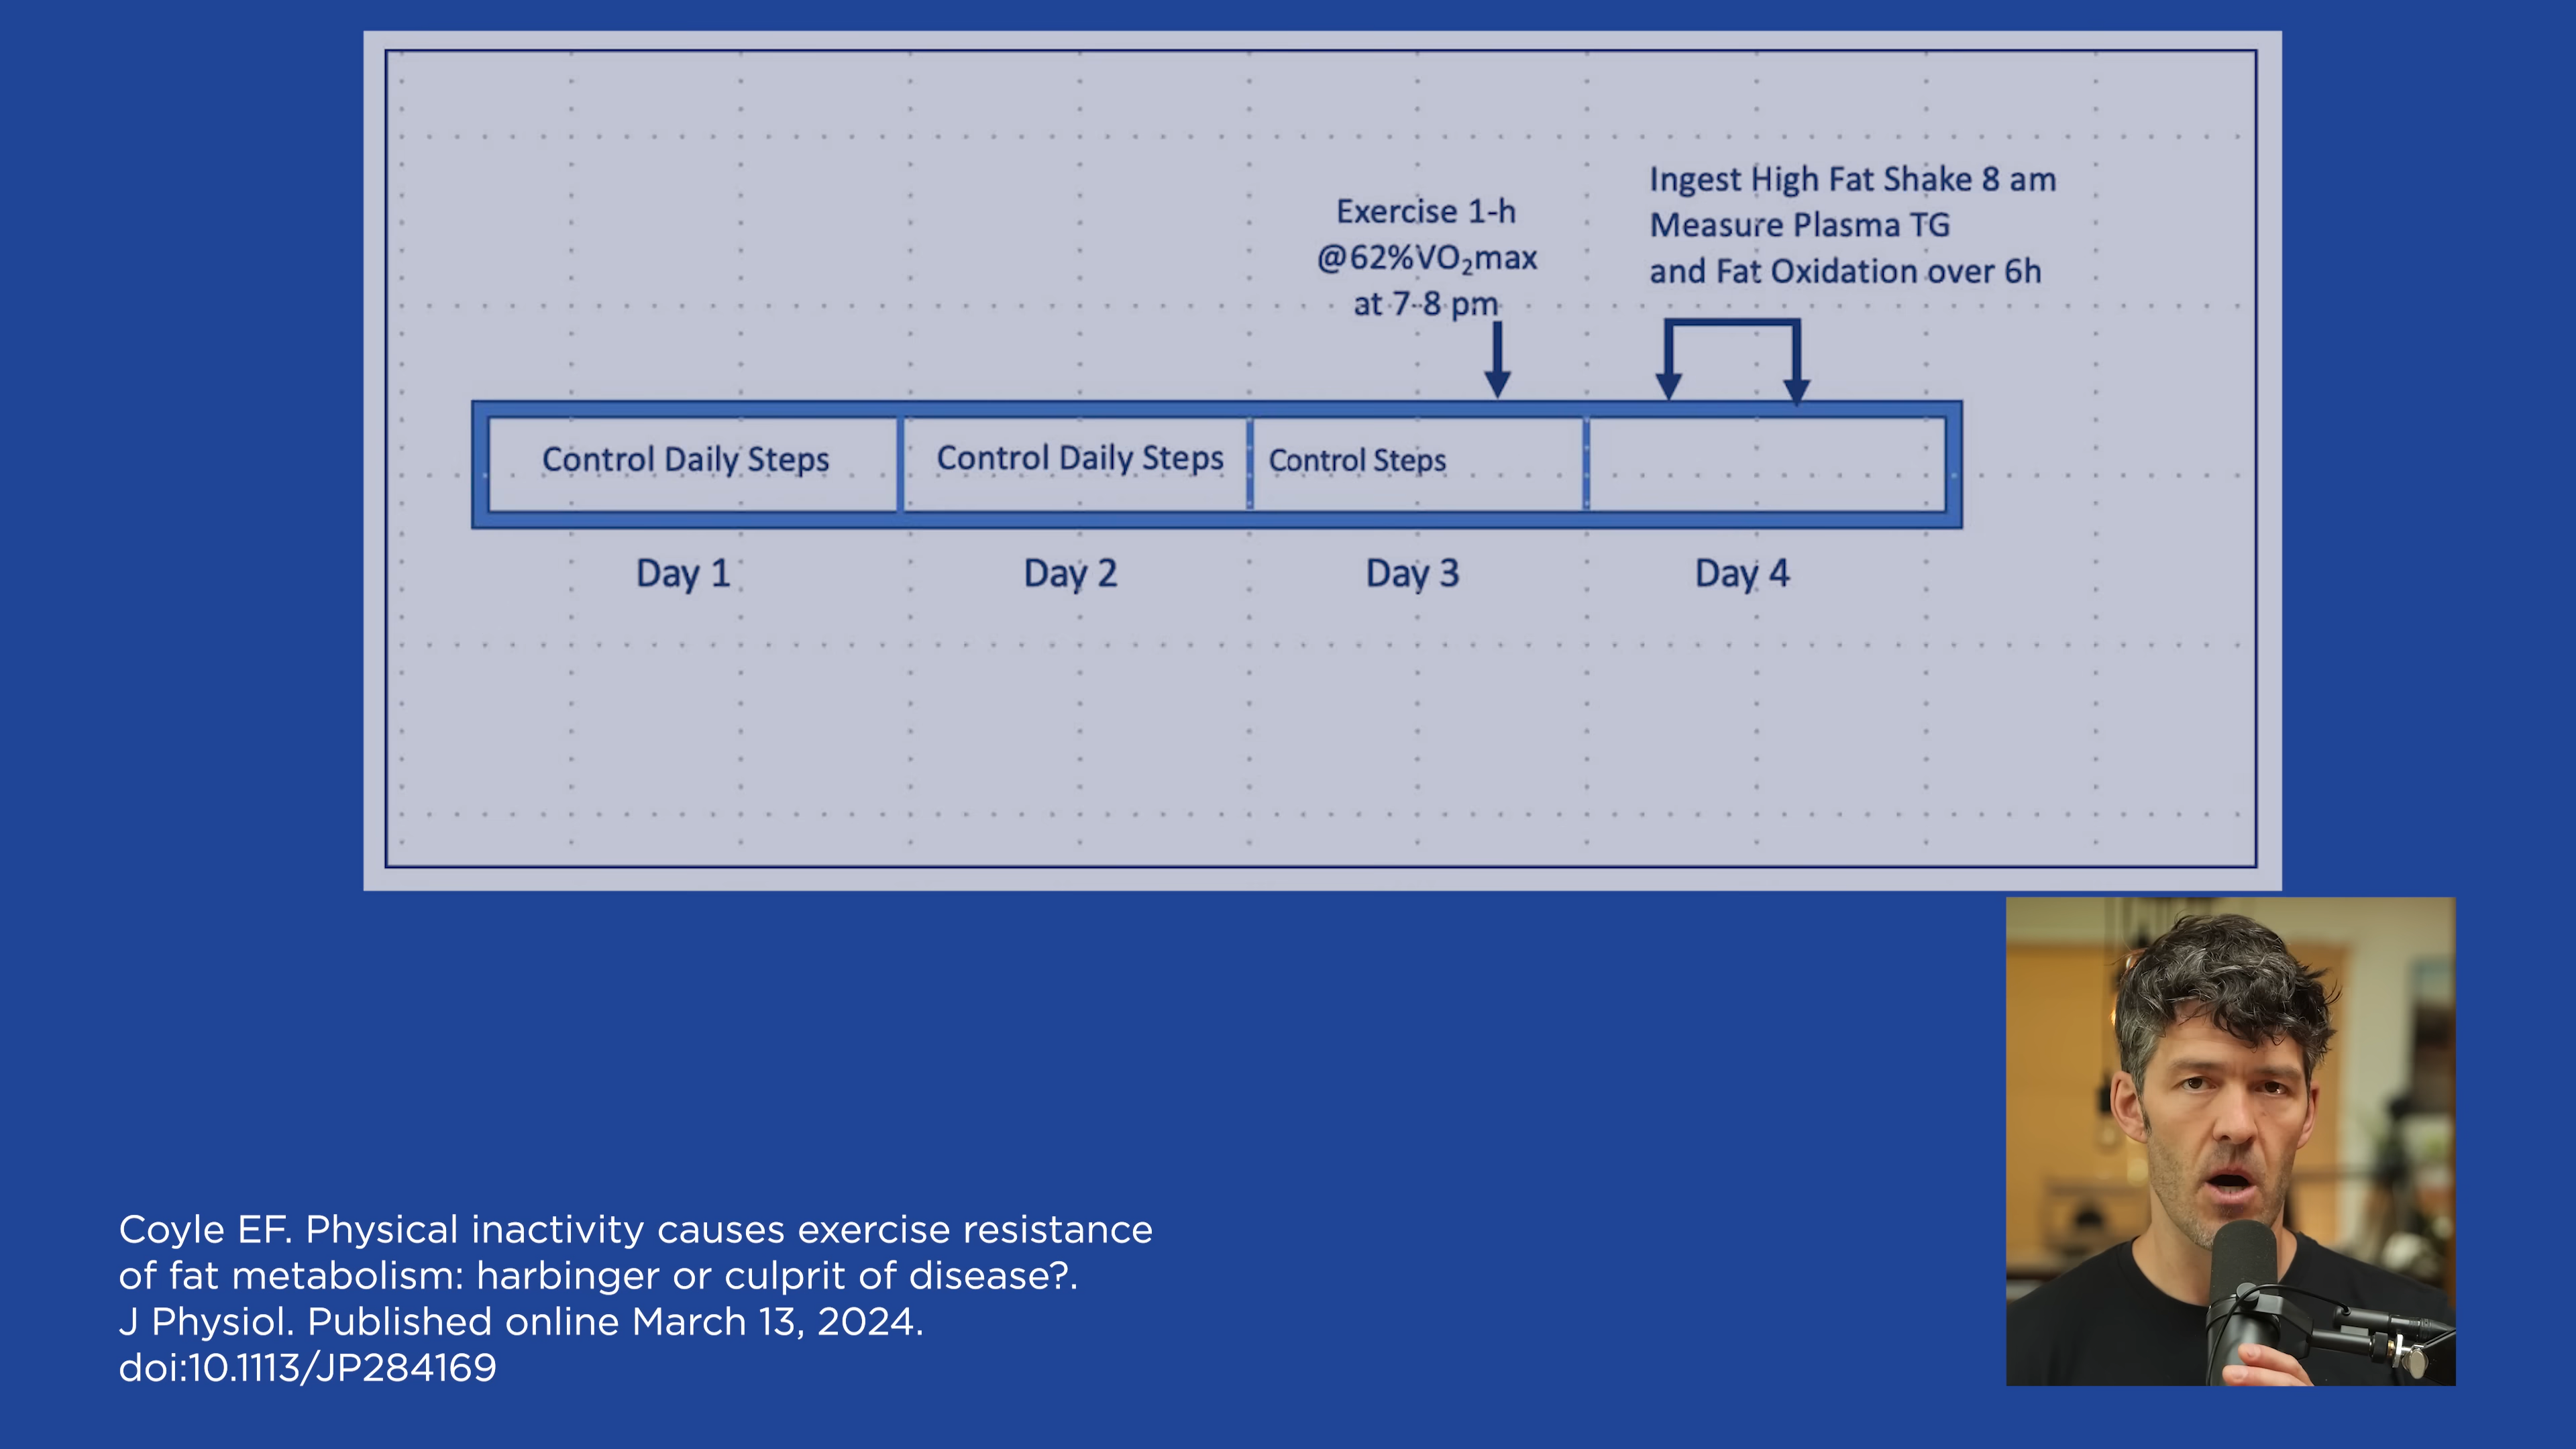 Exercise 1-h
@62%VO₂max
at 7-8 pm
Ingest High Fat Shake 8 am
Measure Plasma TG
and Fat Oxidation over 6h
Control Daily Steps
Control Daily Steps
Control Steps
Day 1
Day 2
Day 3
Day 4
Coyle EF. Physical inactivity causes exercise resistance
of fat metabolism: harbinger or culprit of disease?.
J Physiol. Published online March 13, 2024.
doi:10.1113/JP284169